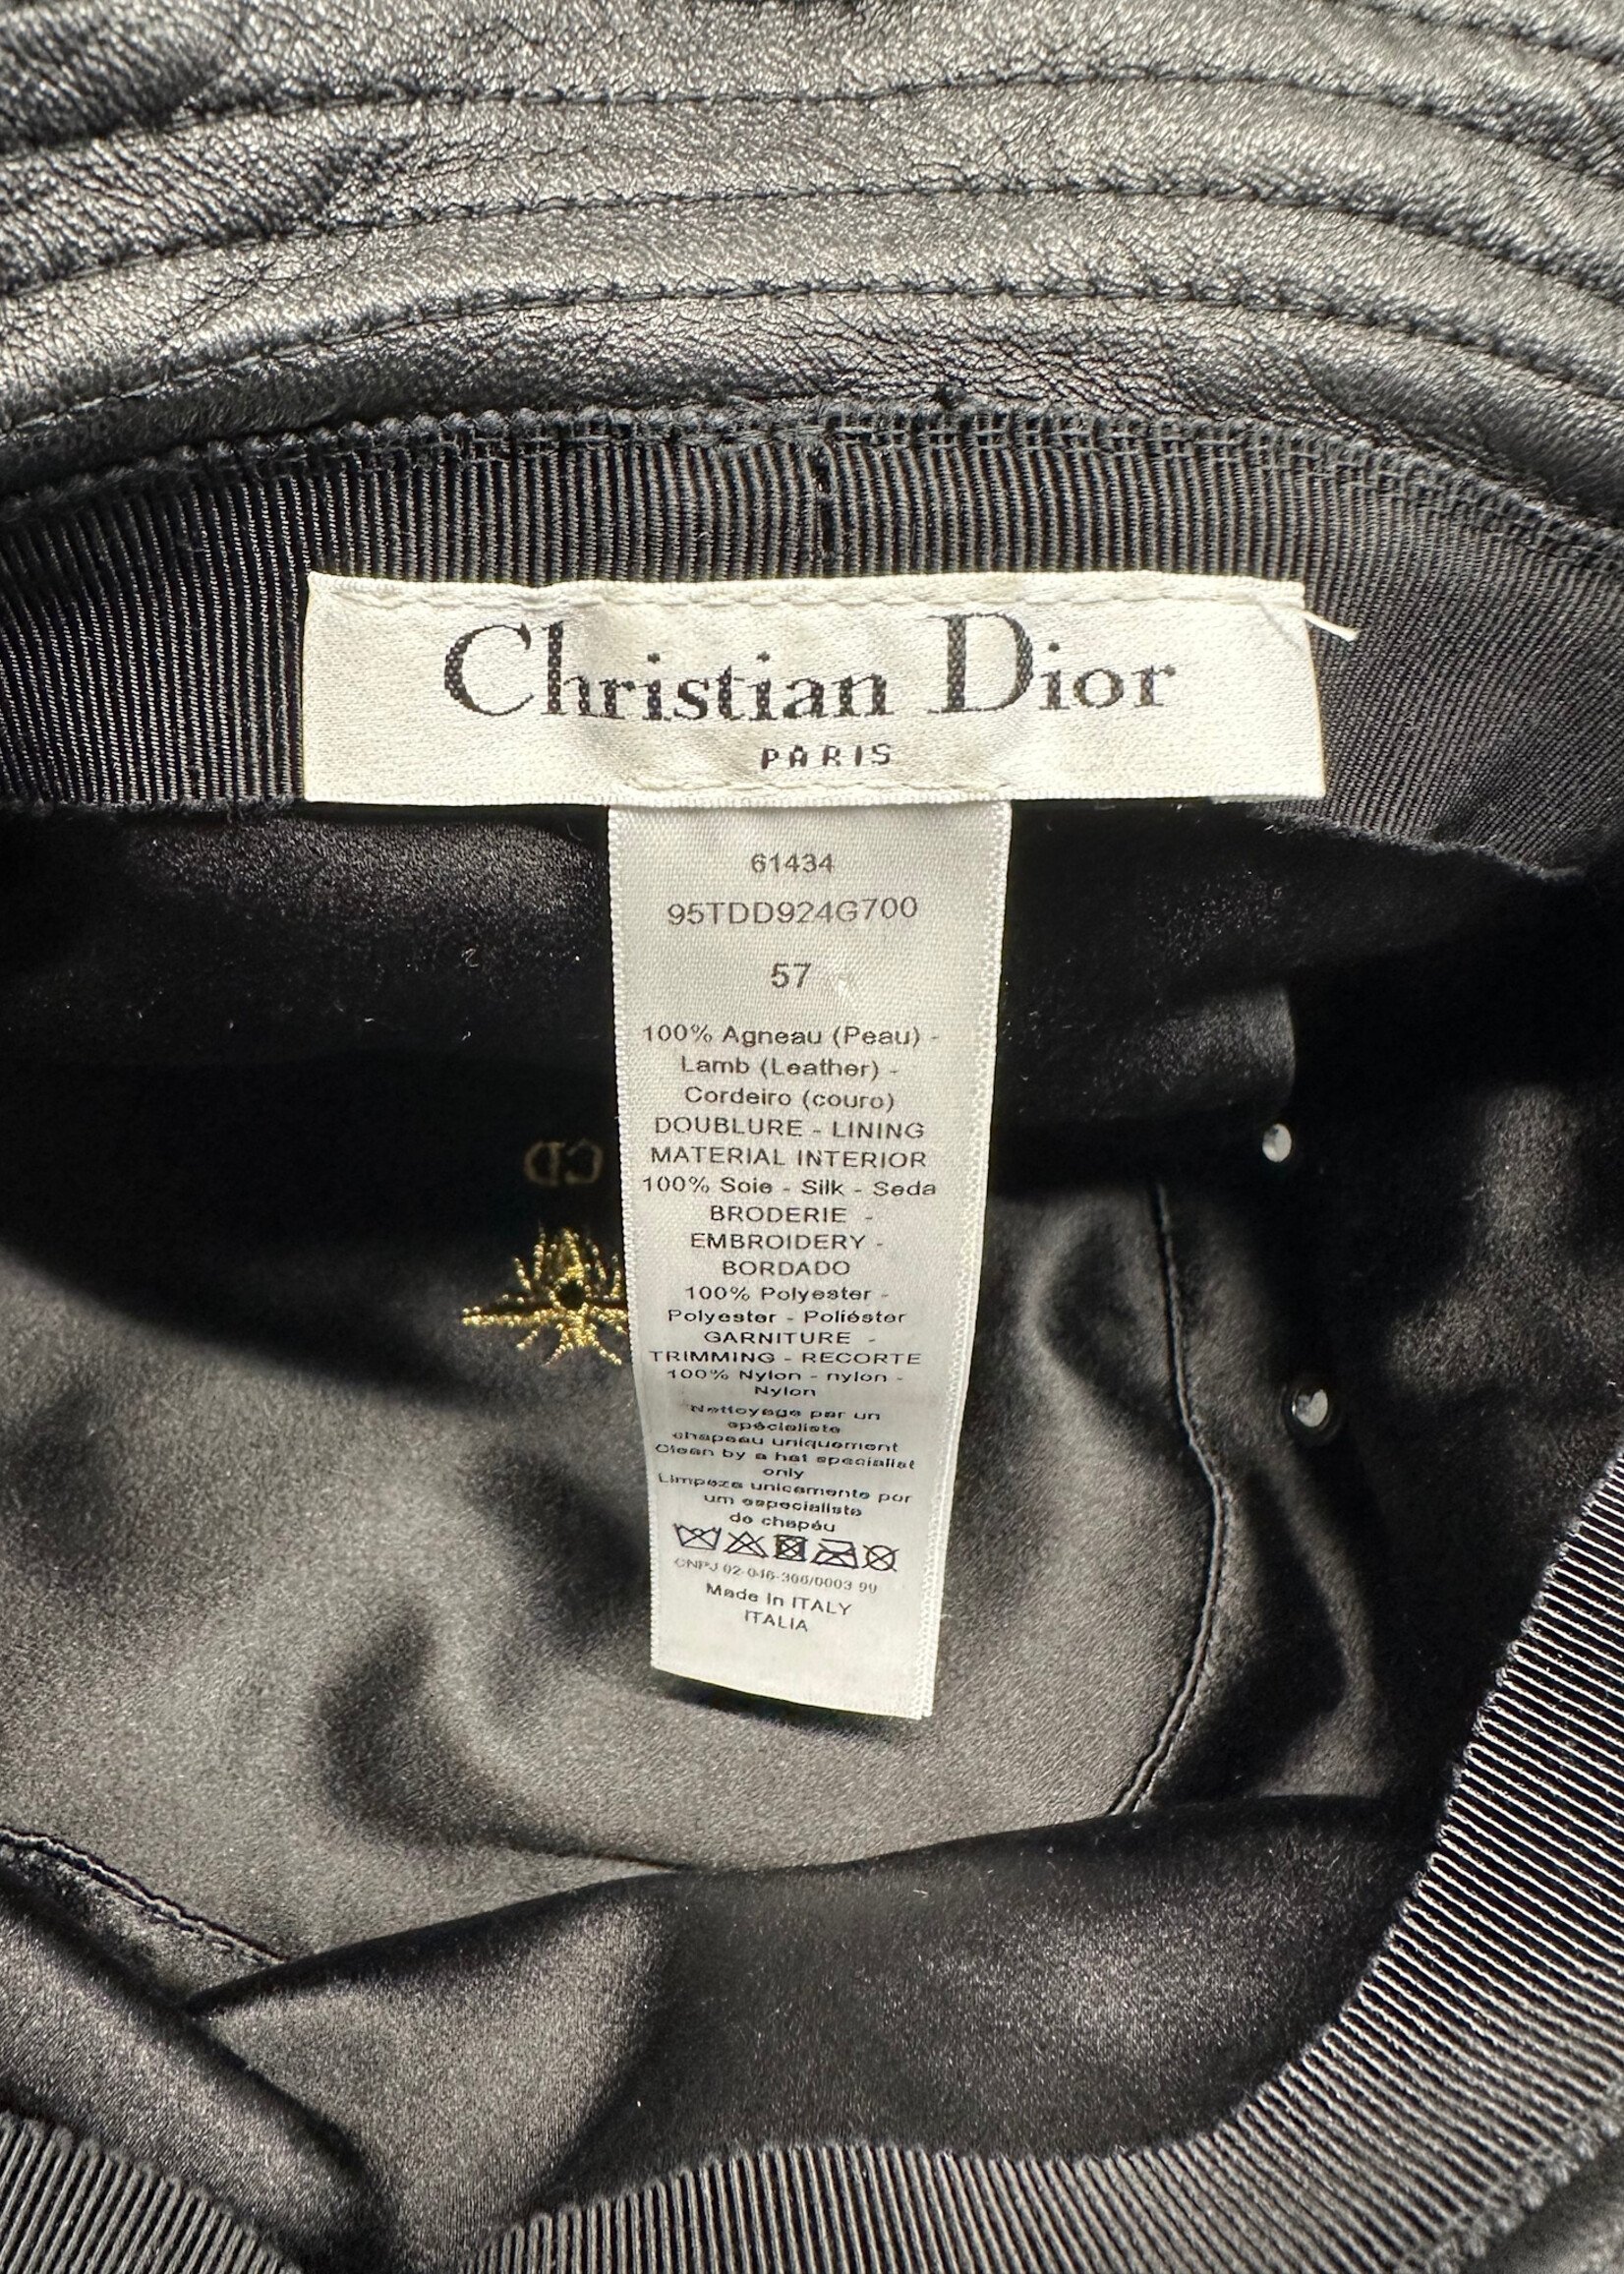 Christian Dior
PARIS
61434
95TDD924G700
57
100% Agneau (Peau) -
Lamb (Leather) -
Cordeiro (couro)
DOUBLURE - LINING
MATERIAL INTERIOR
100% Soie - Silk - Seda
BRODERIE -
EMBROIDERY -
BORDADO
100% Polyester -
Polyester - Poliéster
GARNITURE -
TRIMMING - RECORTE
100% Nylon - nylon -
Nylon
Nettoyage par un
spécialiste
chapeau uniquement
Clean by a hat specialist
only
Limpeza unicamente por
um especialista
de chapéu
CNPJ 02-046-306/0003 99
Made in ITALY
ITALIA
CD